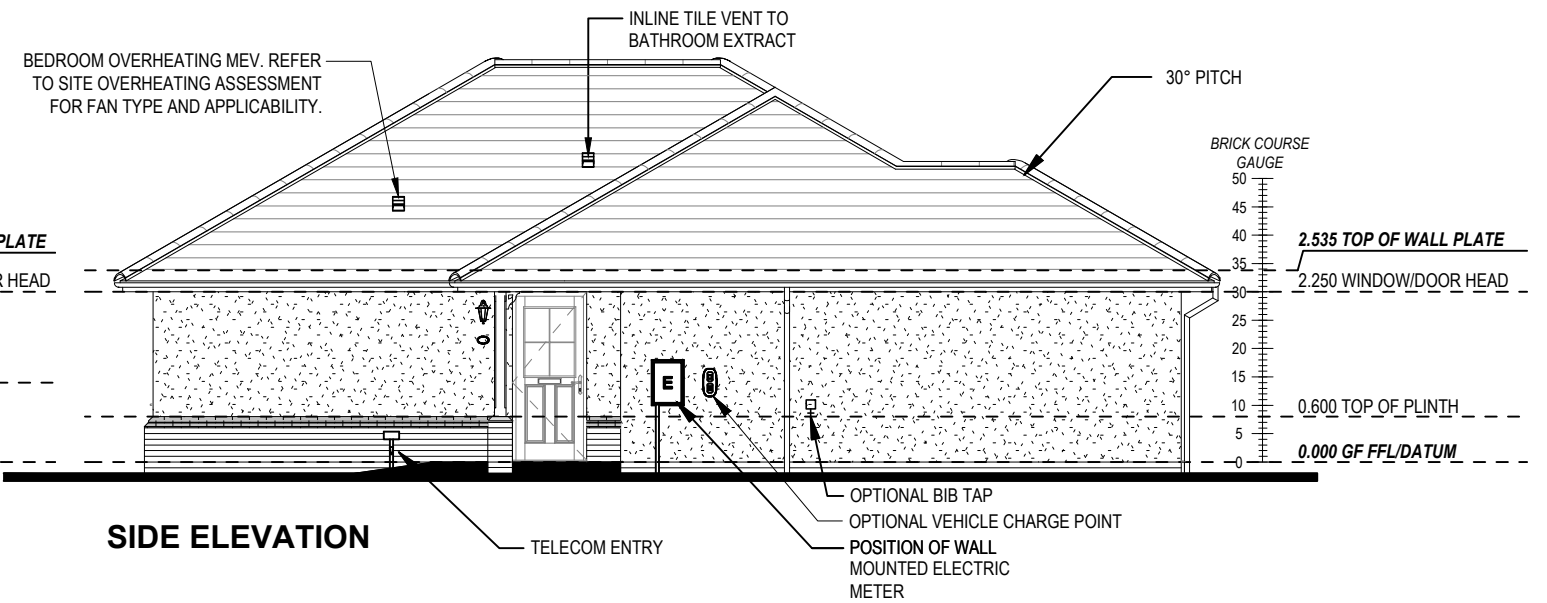 INLINE TILE VENT TO
BATHROOM EXTRACT
BEDROOM OVERHEATING MEV. REFER
TO SITE OVERHEATING ASSESSMENT
FOR FAN TYPE AND APPLICABILITY.
30° PITCH
BRICK COURSE
GAUGE
50
45
40
35
30
25
20
15
10
5
0
PLATE
R HEAD
2.535 TOP OF WALL PLATE
2.250 WINDOW/DOOR HEAD
E
0.600 TOP OF PLINTH
0.000 GF FFL/DATUM
OPTIONAL BIB TAP
OPTIONAL VEHICLE CHARGE POINT
POSITION OF WALL
MOUNTED ELECTRIC
METER
TELECOM ENTRY
SIDE ELEVATION